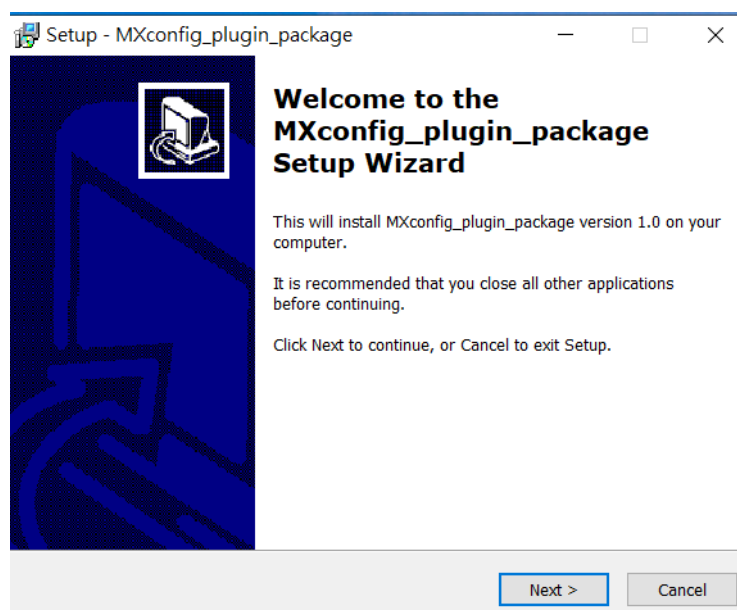 Setup - MXconfig_plugin_package
Welcome to the
MXconfig_plugin_package
Setup Wizard
This will install MXconfig_plugin_package version 1.0 on your
computer.
It is recommended that you close all other applications
before continuing.
Click Next to continue, or Cancel to exit Setup.
Next >
Cancel